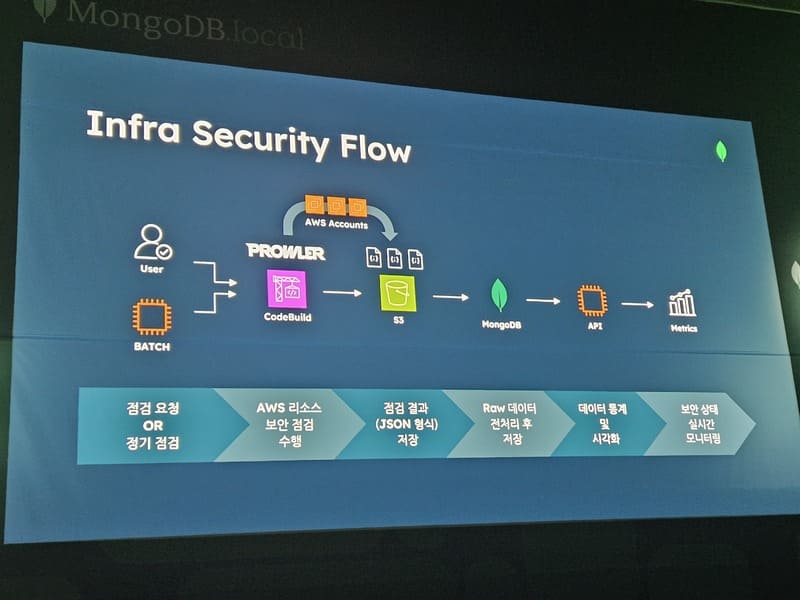 MongoDB.local
Infra Security Flow
AWS Accounts
User
PROWLER
CodeBuild
S3
MongoDB
API
Metrics
BATCH
점검 요청
OR
정기 점검
AWS 리소스
보안 점검
수행
점검 결과
(JSON 형식)
저장
Raw 데이터
전처리 후
저장
데이터 통계
및
시각화
보안 상태
실시간
모니터링